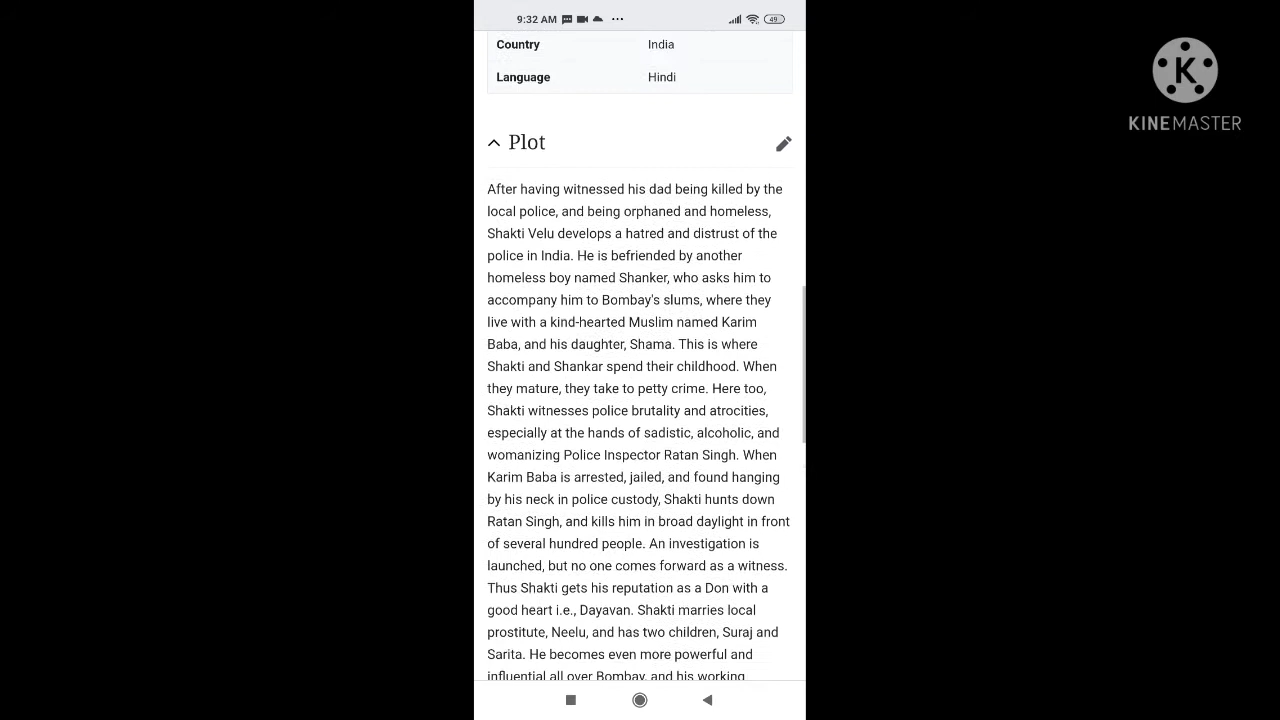 9:32 AM
49
Country India
Language Hindi
K
KINEMASTER
Plot
After having witnessed his dad being killed by the
local police, and being orphaned and homeless,
Shakti Velu develops a hatred and distrust of the
police in India. He is befriended by another
homeless boy named Shanker, who asks him to
accompany him to Bombay's slums, where they
live with a kind-hearted Muslim named Karim
Baba, and his daughter, Shama. This is where
Shakti and Shankar spend their childhood. When
they mature, they take to petty crime. Here too,
Shakti witnesses police brutality and atrocities,
especially at the hands of sadistic, alcoholic, and
womanizing Police Inspector Ratan Singh. When
Karim Baba is arrested, jailed, and found hanging
by his neck in police custody, Shakti hunts down
Ratan Singh, and kills him in broad daylight in front
of several hundred people. An investigation is
launched, but no one comes forward as a witness.
Thus Shakti gets his reputation as a Don with a
good heart i.e., Dayavan. Shakti marries local
prostitute, Neelu, and has two children, Suraj and
Sarita. He becomes even more powerful and
influential all over Bombay, and his working